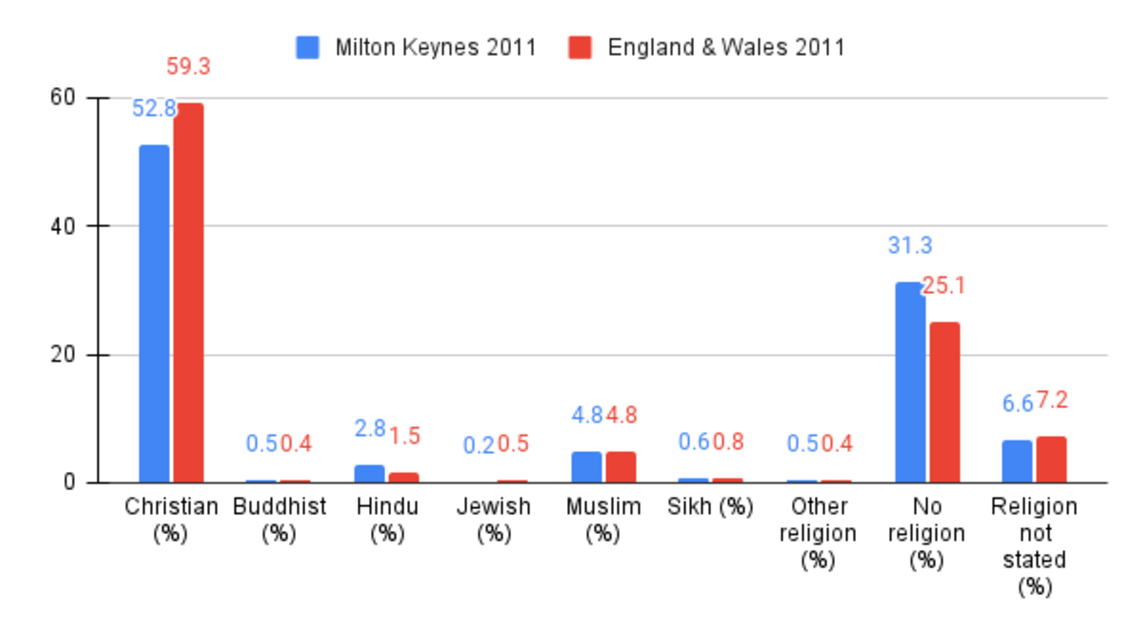 Milton Keynes 2011
England & Wales 2011
60
40
20
0
52.8
59.3
0.5
0.4
2.8
1.5
0.2
0.5
4.8
4.8
0.6
0.8
0.5
0.4
31.3
25.1
6.6
7.2
Christian
(%)
Buddhist
(%)
Hindu
(%)
Jewish
(%)
Muslim
(%)
Sikh (%)
Other
religion
(%)
No
religion
(%)
Religion
not
stated
(%)